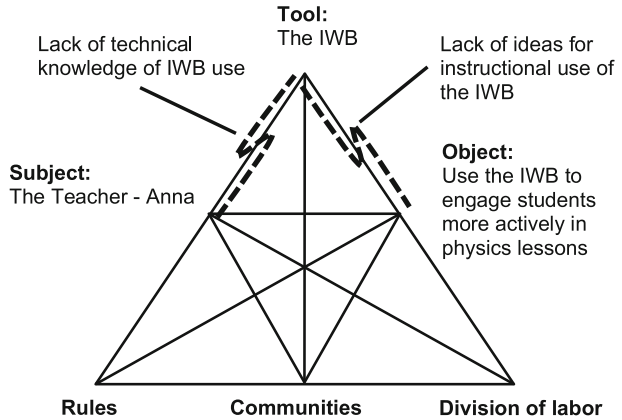 Tool:
The IWB
Lack of technical
knowledge of IWB use
Lack of ideas for
instructional use of
the IWB
Subject:
The Teacher - Anna
Object:
Use the IWB to
engage students
more actively in
physics lessons
Rules
Communities
Division of labor